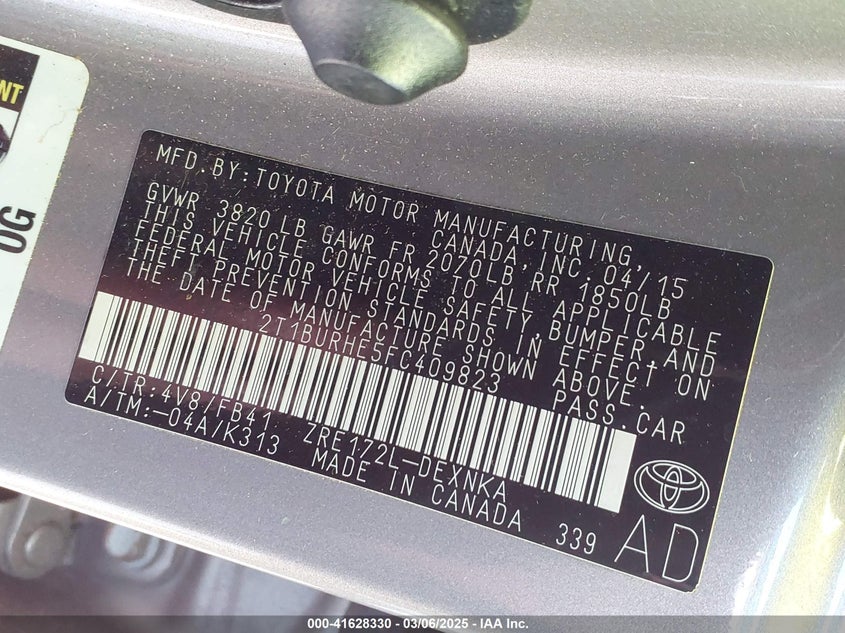 NT
OG
MFD.BY:TOYOTA MOTOR MANUFACTURING,
CANADA, INC. 04/15
GVWR 3820 LB GAWR FR 2070LB RR 1850LB
THIS VEHICLE CONFORMS TO ALL APPLICABLE
FEDERAL MOTOR VEHICLE SAFETY, BUMPER AND
THEFT PREVENTION STANDARDS IN EFFECT ON
THE DATE OF MANUFACTURE SHOWN ABOVE.
2T1BURHE5FC409823 PASS.CAR
C/TR:4V8/FB41 ZRE172L-DEXNKA
A/TM:-04A/K313 MADE IN CANADA 339
AD
000-41628330 - 03/06/2025 - IAA Inc.